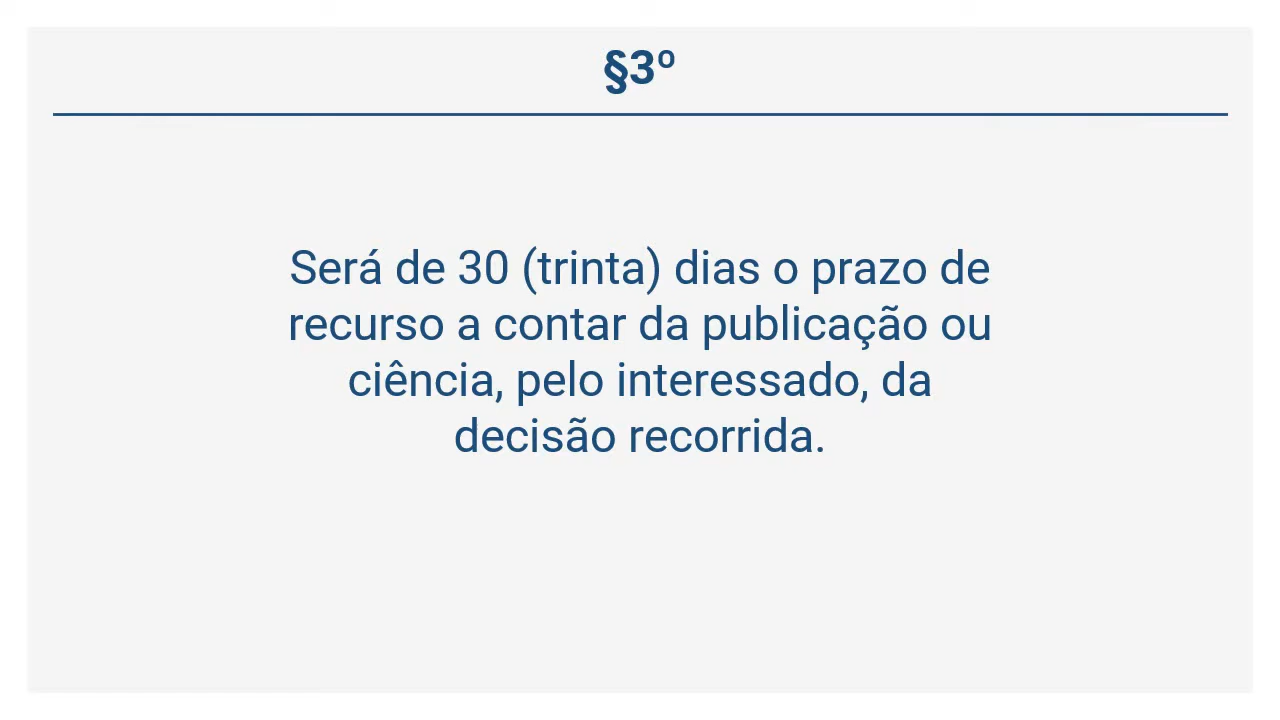 §3º
Será de 30 (trinta) dias o prazo de
recurso a contar da publicação ou
ciência, pelo interessado, da
decisão recorrida.